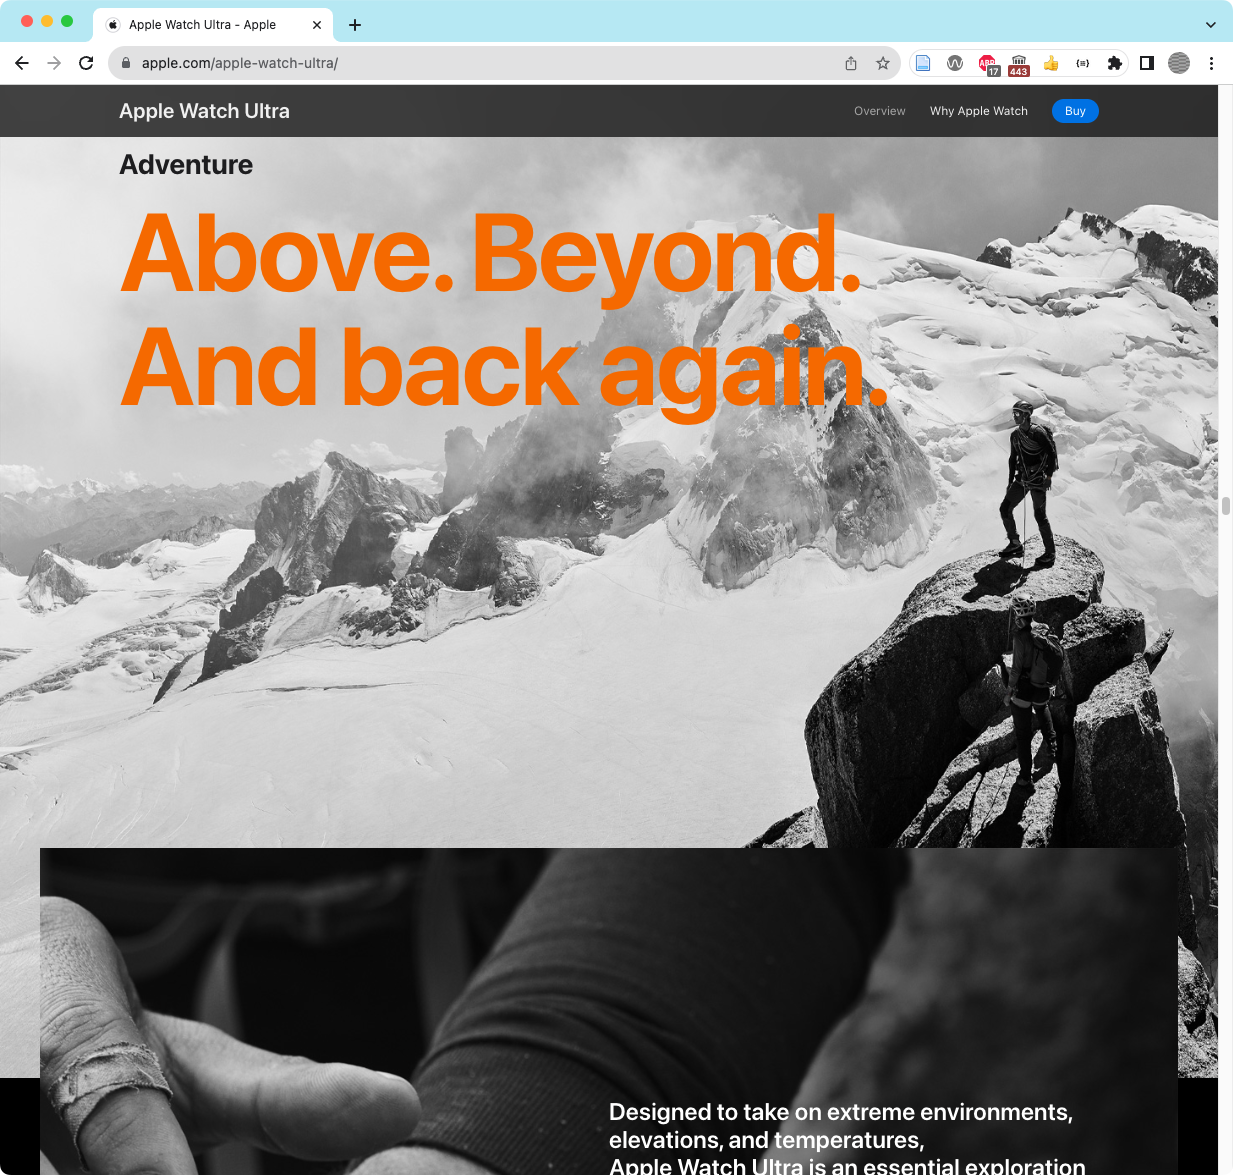 Apple Watch Ultra - Apple
apple.com/apple-watch-ultra/
ABP
17
443
{≡}
Apple Watch Ultra
Overview
Why Apple Watch
Buy
Adventure
Above. Beyond.
And back again.
Designed to take on extreme environments,
elevations, and temperatures,
Apple Watch Ultra is an essential exploration